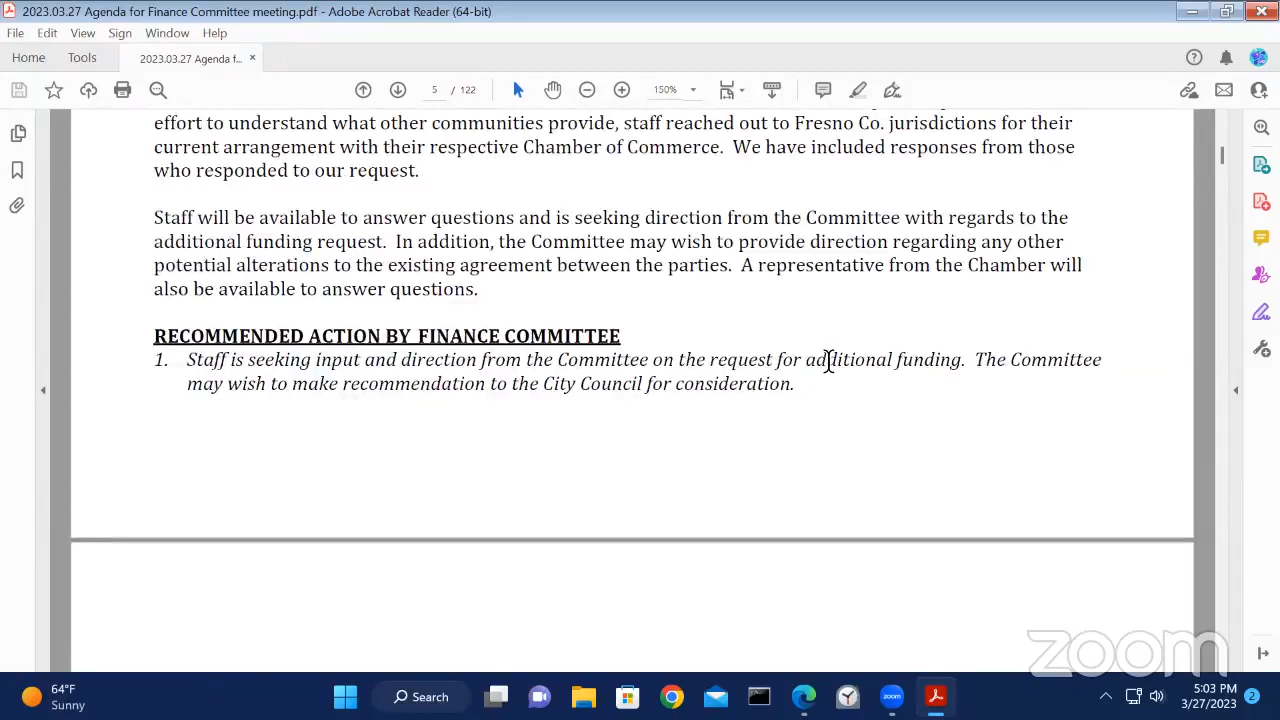 2023.03.27 Agenda for Finance Committee meeting.pdf - Adobe Acrobat Reader (64-bit)
File Edit View Sign Window Help
Home Tools 2023.03.27 Agenda f... ×
5 / 122 150%
effort to understand what other communities provide, staff reached out to Fresno Co. jurisdictions for their
current arrangement with their respective Chamber of Commerce. We have included responses from those
who responded to our request.
Staff will be available to answer questions and is seeking direction from the Committee with regards to the
additional funding request. In addition, the Committee may wish to provide direction regarding any other
potential alterations to the existing agreement between the parties. A representative from the Chamber will
also be available to answer questions.
RECOMMENDED ACTION BY FINANCE COMMITTEE
1. Staff is seeking input and direction from the Committee on the request for additional funding. The Committee
may wish to make recommendation to the City Council for consideration.
zoom
64°F
Sunny
Search
zoom
5:03 PM
3/27/2023
2